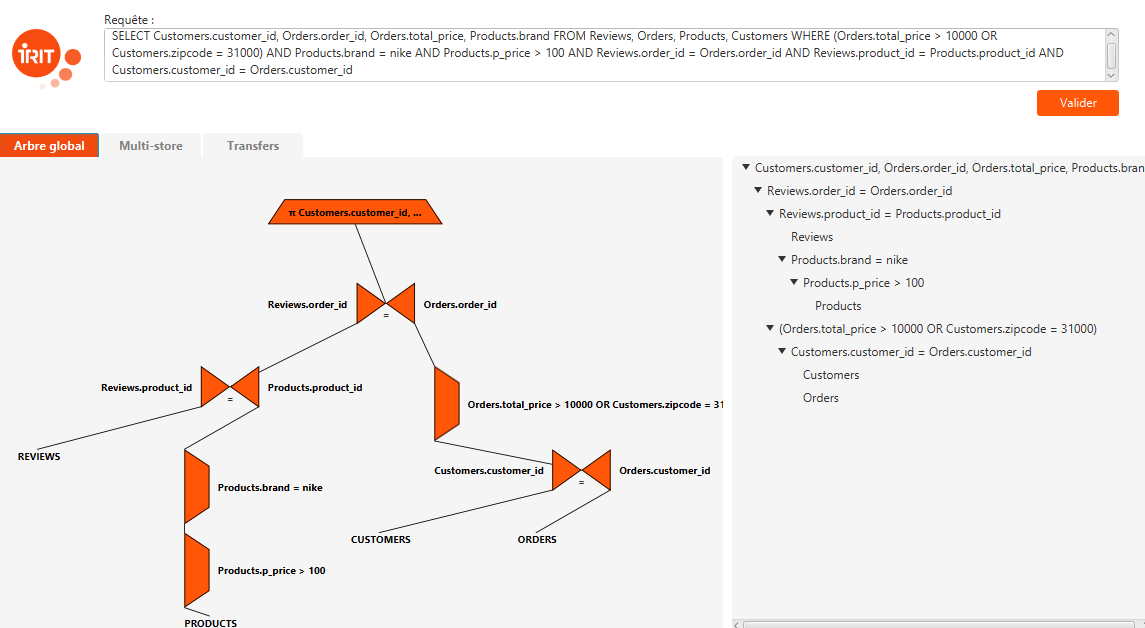 Requête :
iRIT
SELECT Customers.customer_id, Orders.order_id, Orders.total_price, Products.brand FROM Reviews, Orders, Products, Customers WHERE (Orders.total_price > 10000 OR
Customers.zipcode = 31000) AND Products.brand = nike AND Products.p_price > 100 AND Reviews.order_id = Orders.order_id AND Reviews.product_id = Products.product_id AND
Customers.customer_id = Orders.customer_id
Valider
Arbre global
Multi-store
Transfers
π Customers.customer_id, ...
Reviews.order_id
=
Orders.order_id
Reviews.product_id
=
Products.product_id
Orders.total_price > 10000 OR Customers.zipcode = 31
REVIEWS
Customers.customer_id
=
Orders.customer_id
Products.brand = nike
CUSTOMERS
ORDERS
Products.p_price > 100
PRODUCTS
Customers.customer_id, Orders.order_id, Orders.total_price, Products.bran
Reviews.order_id = Orders.order_id
Reviews.product_id = Products.product_id
Reviews
Products.brand = nike
Products.p_price > 100
Products
(Orders.total_price > 10000 OR Customers.zipcode = 31000)
Customers.customer_id = Orders.customer_id
Customers
Orders